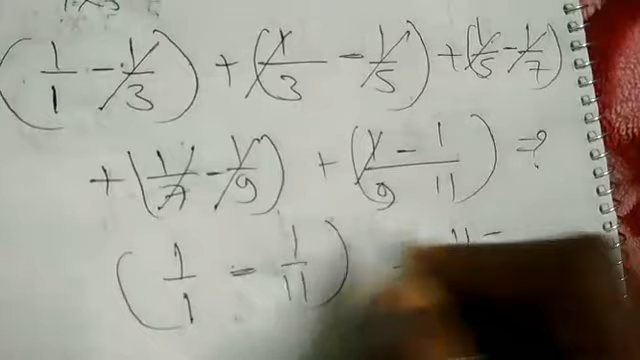 (1/1 - 1/3) + (1/3 - 1/5) + (1/5 - 1/7)
+ (1/7 - 1/9) + (1/9 - 1/11) = ?
(1/1 - 1/11)